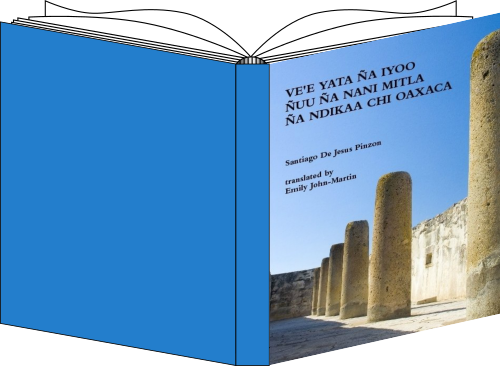 VE'E YATA ÑA IYOO
ÑUU ÑA NANI MITLA
ÑA NDIKAA CHI OAXACA
Santiago De Jesus Pinzon
translated by
Emily John-Martin